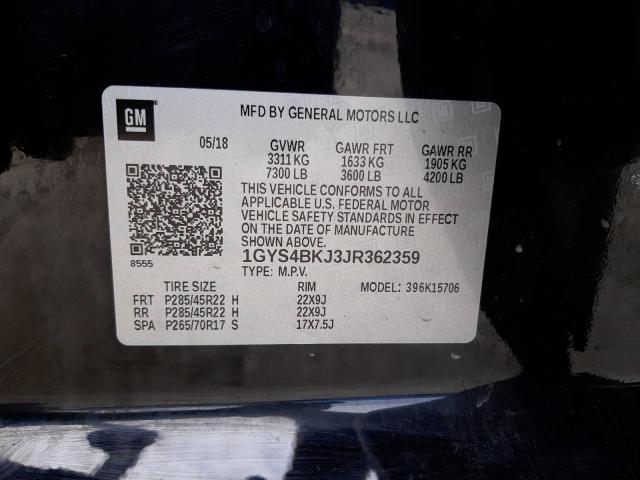 GM
MFD BY GENERAL MOTORS LLC
05/18 GVWR GAWR FRT GAWR RR
3311 KG 1633 KG 1905 KG
7300 LB 3600 LB 4200 LB
THIS VEHICLE CONFORMS TO ALL
APPLICABLE U.S. FEDERAL MOTOR
VEHICLE SAFETY STANDARDS IN EFFECT
ON THE DATE OF MANUFACTURE
SHOWN ABOVE.
8555
1GYS4BKJ3JR362359
TYPE: M.P.V.
TIRE SIZE RIM MODEL: 396K15706
FRT P285/45R22 H 22X9J
RR P285/45R22 H 22X9J
SPA P265/70R17 S 17X7.5J